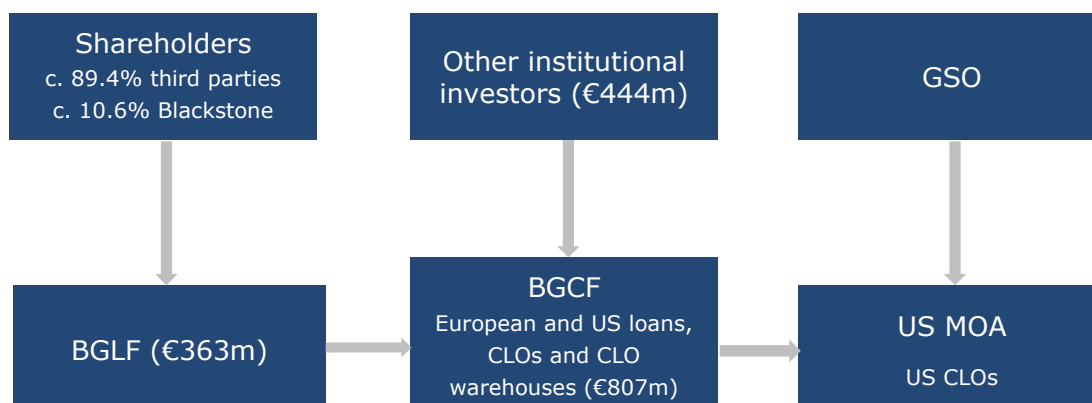 Shareholders
c. 89.4% third parties
c. 10.6% Blackstone
Other institutional
investors (€444m)
GSO
BGLF (€363m)
BGCF
European and US loans,
CLOs and CLO
warehouses (€807m)
US MOA
US CLOs